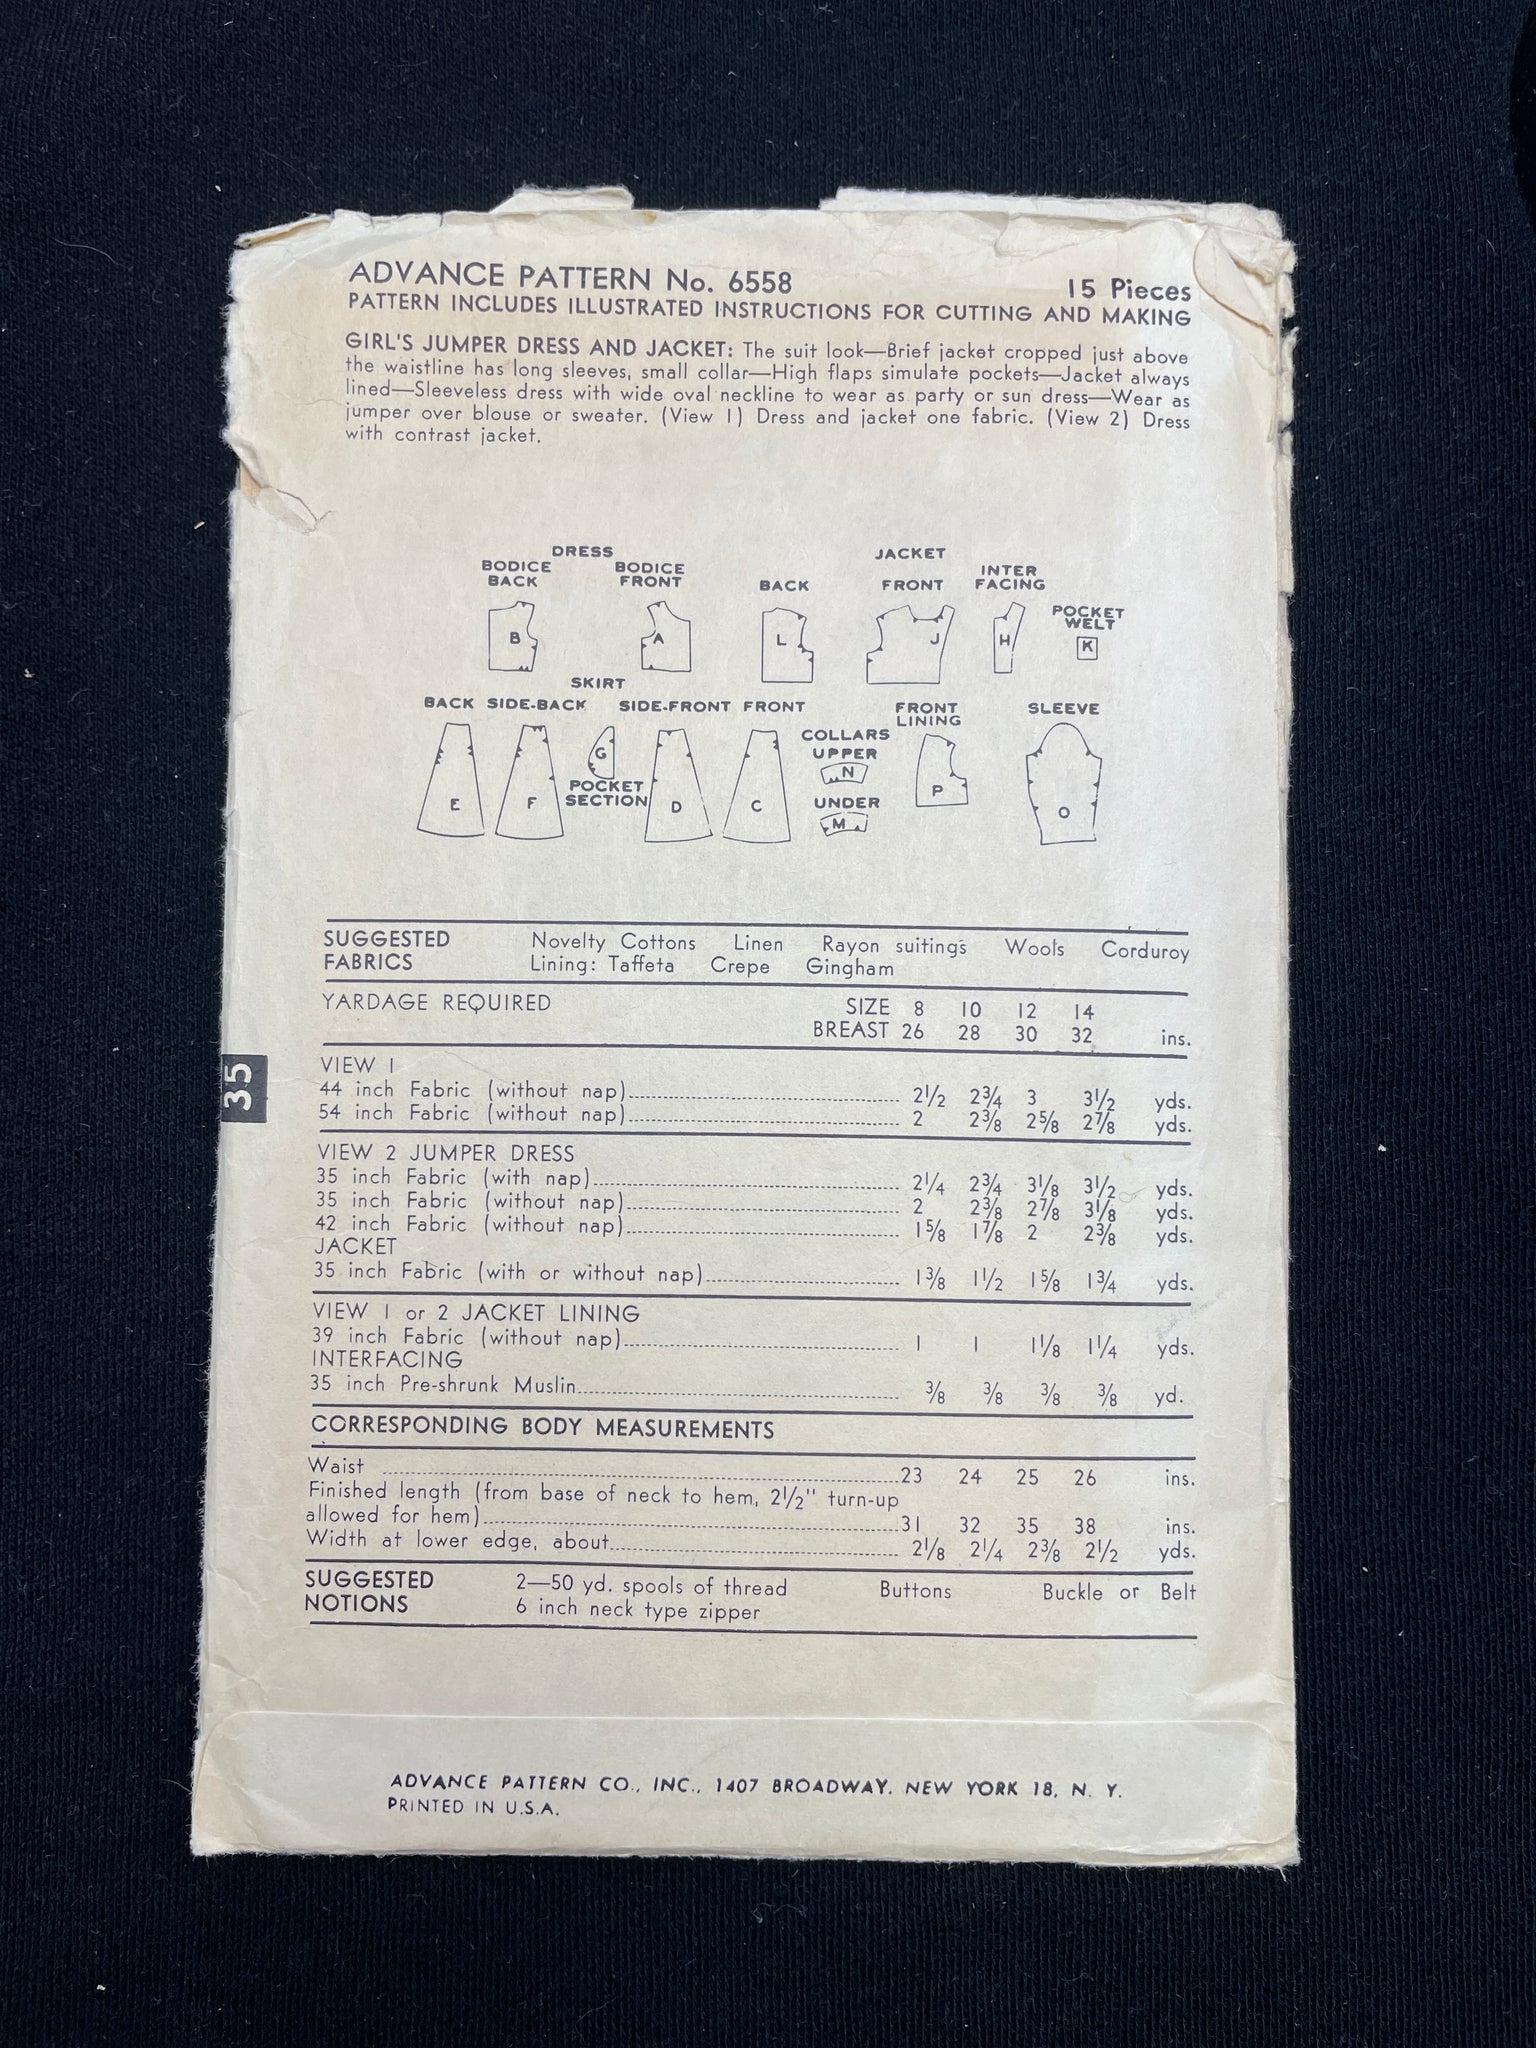 ADVANCE PATTERN No. 6558 15 Pieces
PATTERN INCLUDES ILLUSTRATED INSTRUCTIONS FOR CUTTING AND MAKING
GIRL'S JUMPER DRESS AND JACKET: The suit look—Brief jacket cropped just above
the waistline has long sleeves, small collar—High flaps simulate pockets—Jacket always
lined—Sleeveless dress with wide oval neckline to wear as party or sun dress—Wear as
jumper over blouse or sweater. (View 1) Dress and jacket one fabric. (View 2) Dress
with contrast jacket.
DRESS
BODICE BODICE
BACK FRONT
B A
JACKET
BACK FRONT INTER
FACING
POCKET
WELT
L J H K
SKIRT
BACK SIDE-BACK SIDE-FRONT FRONT
G
POCKET
SECTION
E F D C
COLLARS
UPPER
N
UNDER
M
FRONT
LINING
P
SLEEVE
O
SUGGESTED Novelty Cottons Linen Rayon suitings Wools Corduroy
FABRICS Lining: Taffeta Crepe Gingham
YARDAGE REQUIRED SIZE 8 10 12 14
BREAST 26 28 30 32 ins.
35
VIEW 1
44 inch Fabric (without nap) 2½ 2¾ 3 3½ yds.
54 inch Fabric (without nap) 2 2⅜ 2⅝ 2⅞ yds.
VIEW 2 JUMPER DRESS
35 inch Fabric (with nap) 2¼ 2¾ 3⅛ 3½ yds.
35 inch Fabric (without nap) 2 2⅜ 2⅞ 3⅛ yds.
42 inch Fabric (without nap) 1⅝ 1⅞ 2 2⅜ yds.
JACKET
35 inch Fabric (with or without nap) 1⅜ 1½ 1⅝ 1¾ yds.
VIEW 1 or 2 JACKET LINING
39 inch Fabric (without nap) 1 1 1⅛ 1¼ yds.
INTERFACING
35 inch Pre-shrunk Muslin ⅜ ⅜ ⅜ ⅜ yd.
CORRESPONDING BODY MEASUREMENTS
Waist 23 24 25 26 ins.
Finished length (from base of neck to hem, 2½" turn-up
allowed for hem) 31 32 35 38 ins.
Width at lower edge, about 2⅛ 2¼ 2⅜ 2½ yds.
SUGGESTED 2—50 yd. spools of thread Buttons Buckle or Belt
NOTIONS 6 inch neck type zipper
ADVANCE PATTERN CO., INC., 1407 BROADWAY, NEW YORK 18, N. Y.
PRINTED IN U.S.A.